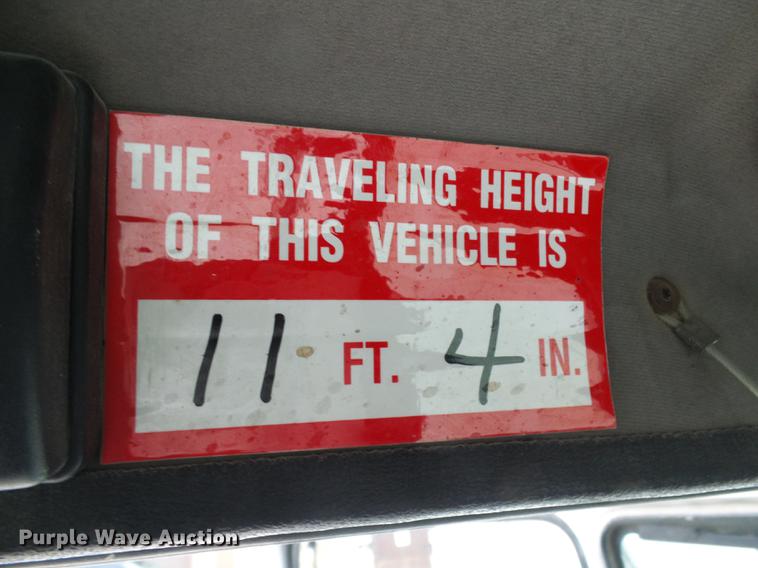 THE TRAVELING HEIGHT
OF THIS VEHICLE IS
11 FT. 4 IN.
Purple Wave Auction